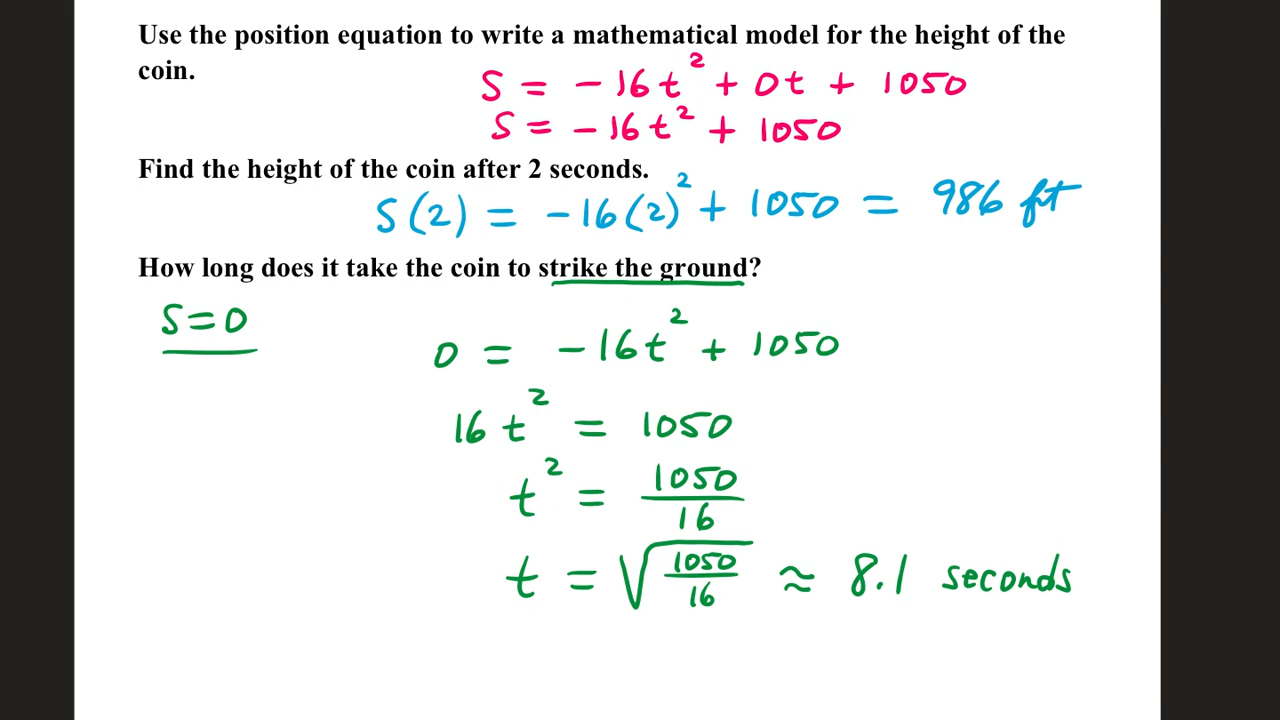 Use the position equation to write a mathematical model for the height of the
coin.
S = -16t² + 0t + 1050
S = -16t² + 1050
Find the height of the coin after 2 seconds.
S(2) = -16(2)² + 1050 = 986 ft
How long does it take the coin to strike the ground?
S=0
0 = -16t² + 1050
16t² = 1050
t² = 1050/16
t = √(1050/16) ≈ 8.1 seconds